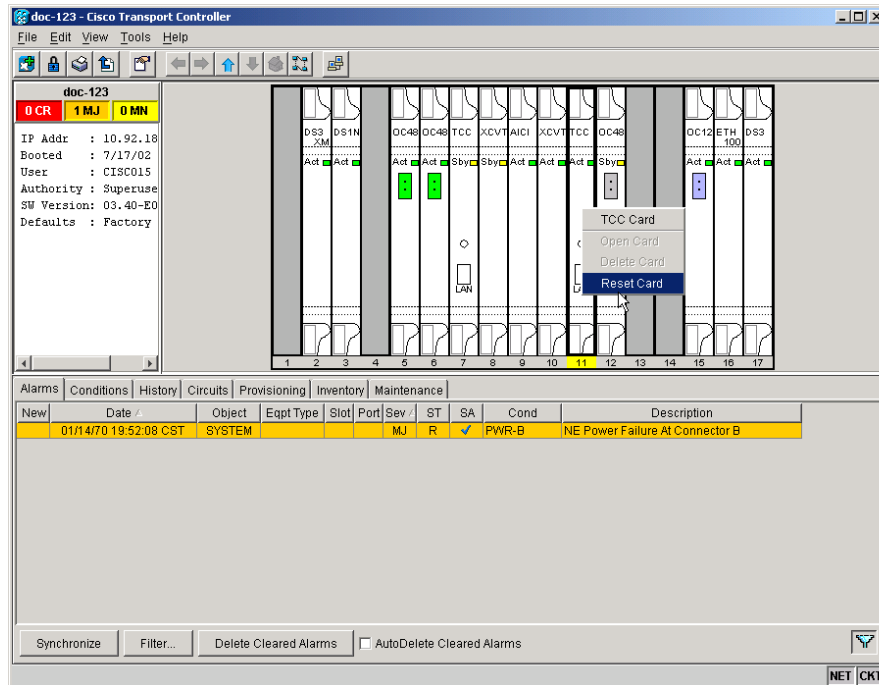 doc-123 - Cisco Transport Controller
File Edit View Tools Help
doc-123
0 CR 1 MJ 0 MN
IP Addr : 10.92.18
Booted : 7/17/02
User : CISCO15
Authority : Superuse
SW Version: 03.40-E0
Defaults : Factory
DS3 XM DS1N OC48 OC48 TCC XCVT AICI XCVT TCC OC48 OC12 ETH 100 DS3
Act Act Act Act Sby Sby Act Act Act Sby Act Act Act
LAN
TCC Card
Open Card
Delete Card
Reset Card
1 2 3 4 5 6 7 8 9 10 11 12 13 14 15 16 17
Alarms Conditions History Circuits Provisioning Inventory Maintenance
New Date Object Eqpt Type Slot Port Sev ST SA Cond Description
01/14/70 19:52:08 CST SYSTEM MJ R PWR-B NE Power Failure At Connector B
Synchronize Filter... Delete Cleared Alarms AutoDelete Cleared Alarms
NET CKT